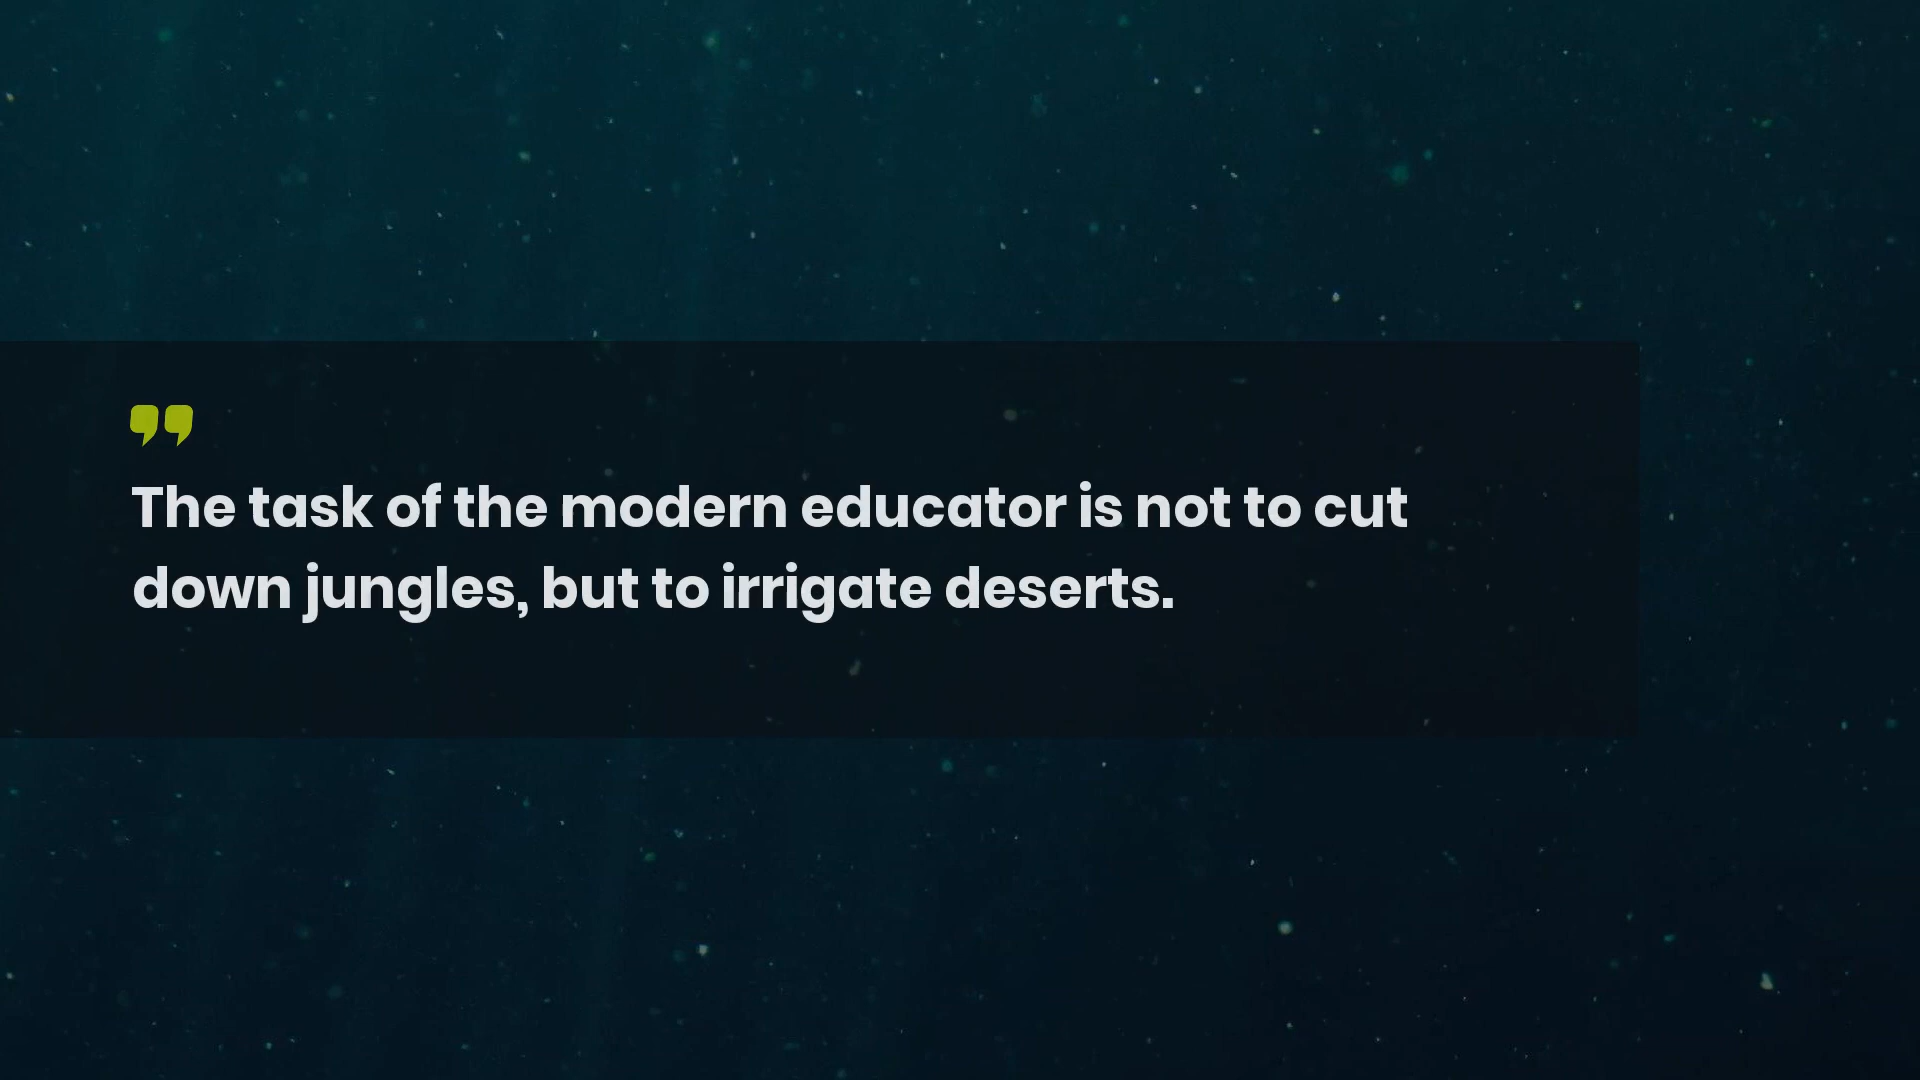 The task of the modern educator is not to cut
down jungles, but to irrigate deserts.